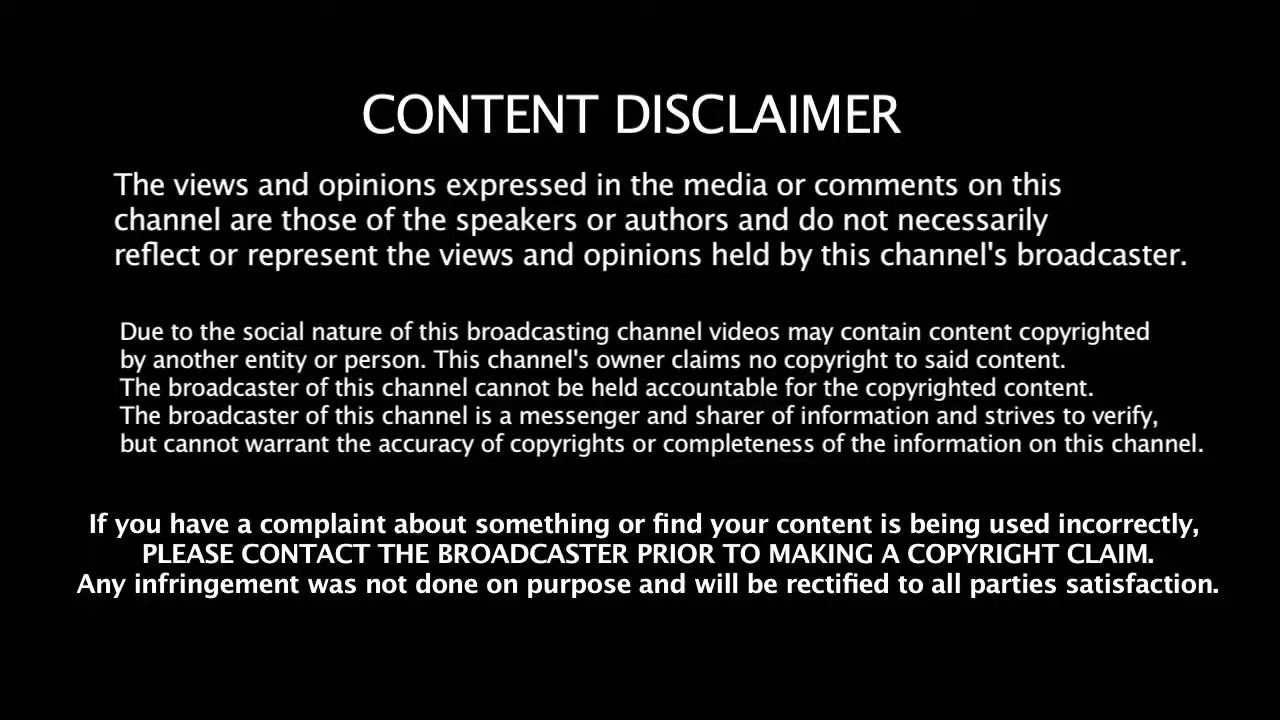 CONTENT DISCLAIMER
The views and opinions expressed in the media or comments on this
channel are those of the speakers or authors and do not necessarily
reflect or represent the views and opinions held by this channel's broadcaster.
Due to the social nature of this broadcasting channel videos may contain content copyrighted
by another entity or person. This channel's owner claims no copyright to said content.
The broadcaster of this channel cannot be held accountable for the copyrighted content.
The broadcaster of this channel is a messenger and sharer of information and strives to verify,
but cannot warrant the accuracy of copyrights or completeness of the information on this channel.
If you have a complaint about something or find your content is being used incorrectly,
PLEASE CONTACT THE BROADCASTER PRIOR TO MAKING A COPYRIGHT CLAIM.
Any infringement was not done on purpose and will be rectified to all parties satisfaction.